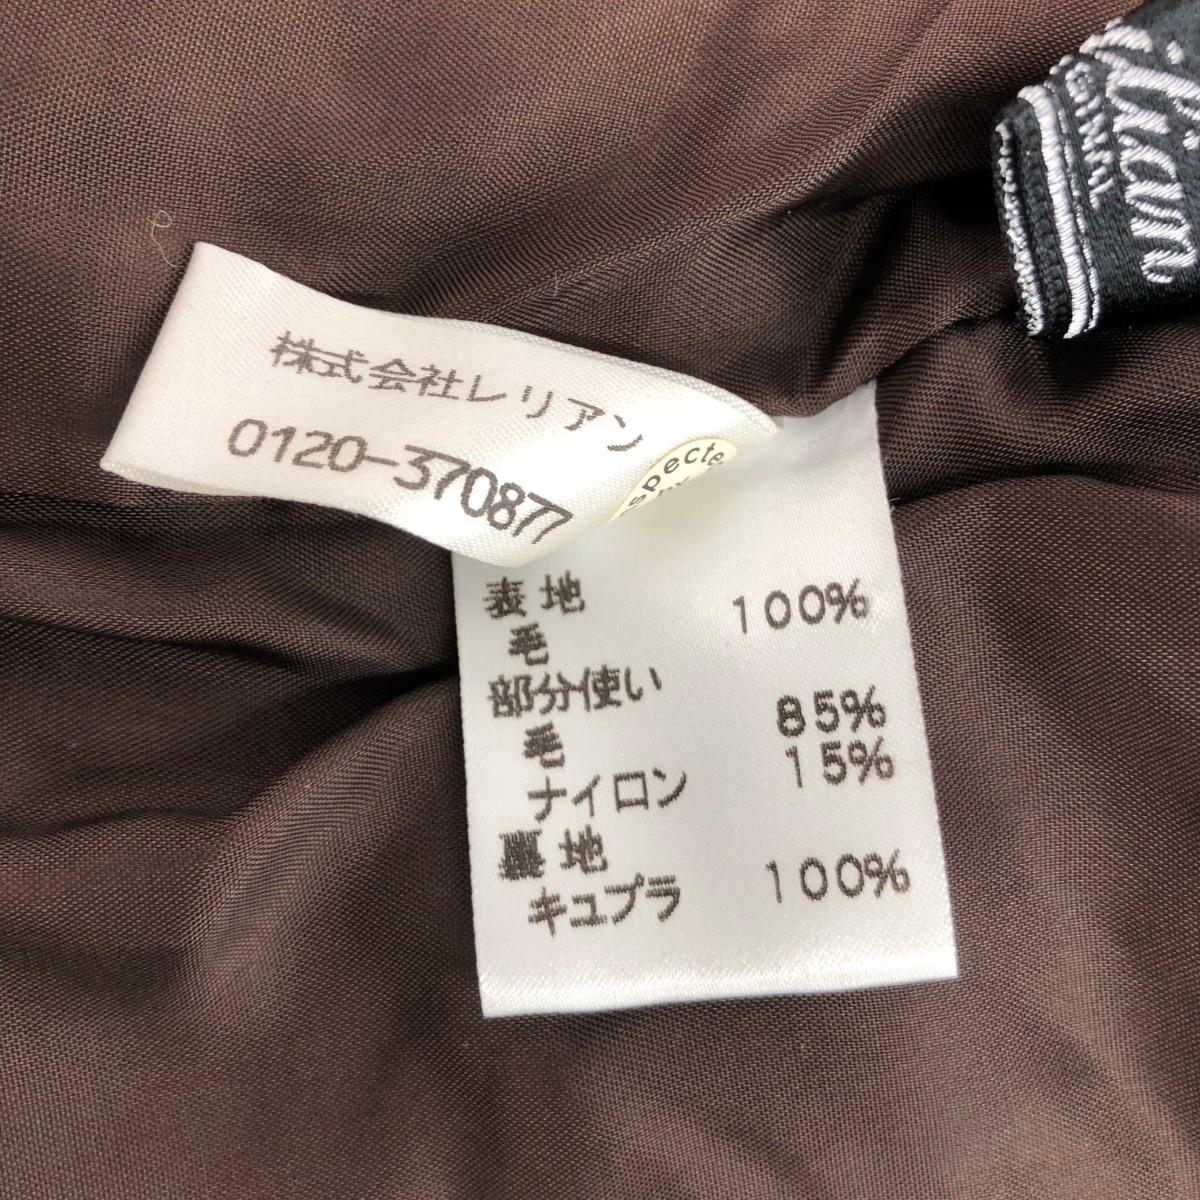 株式会社レリアン
0120-370877
specte
表地
毛 100%
部分使い
毛 85%
ナイロン 15%
裏地
キュプラ 100%